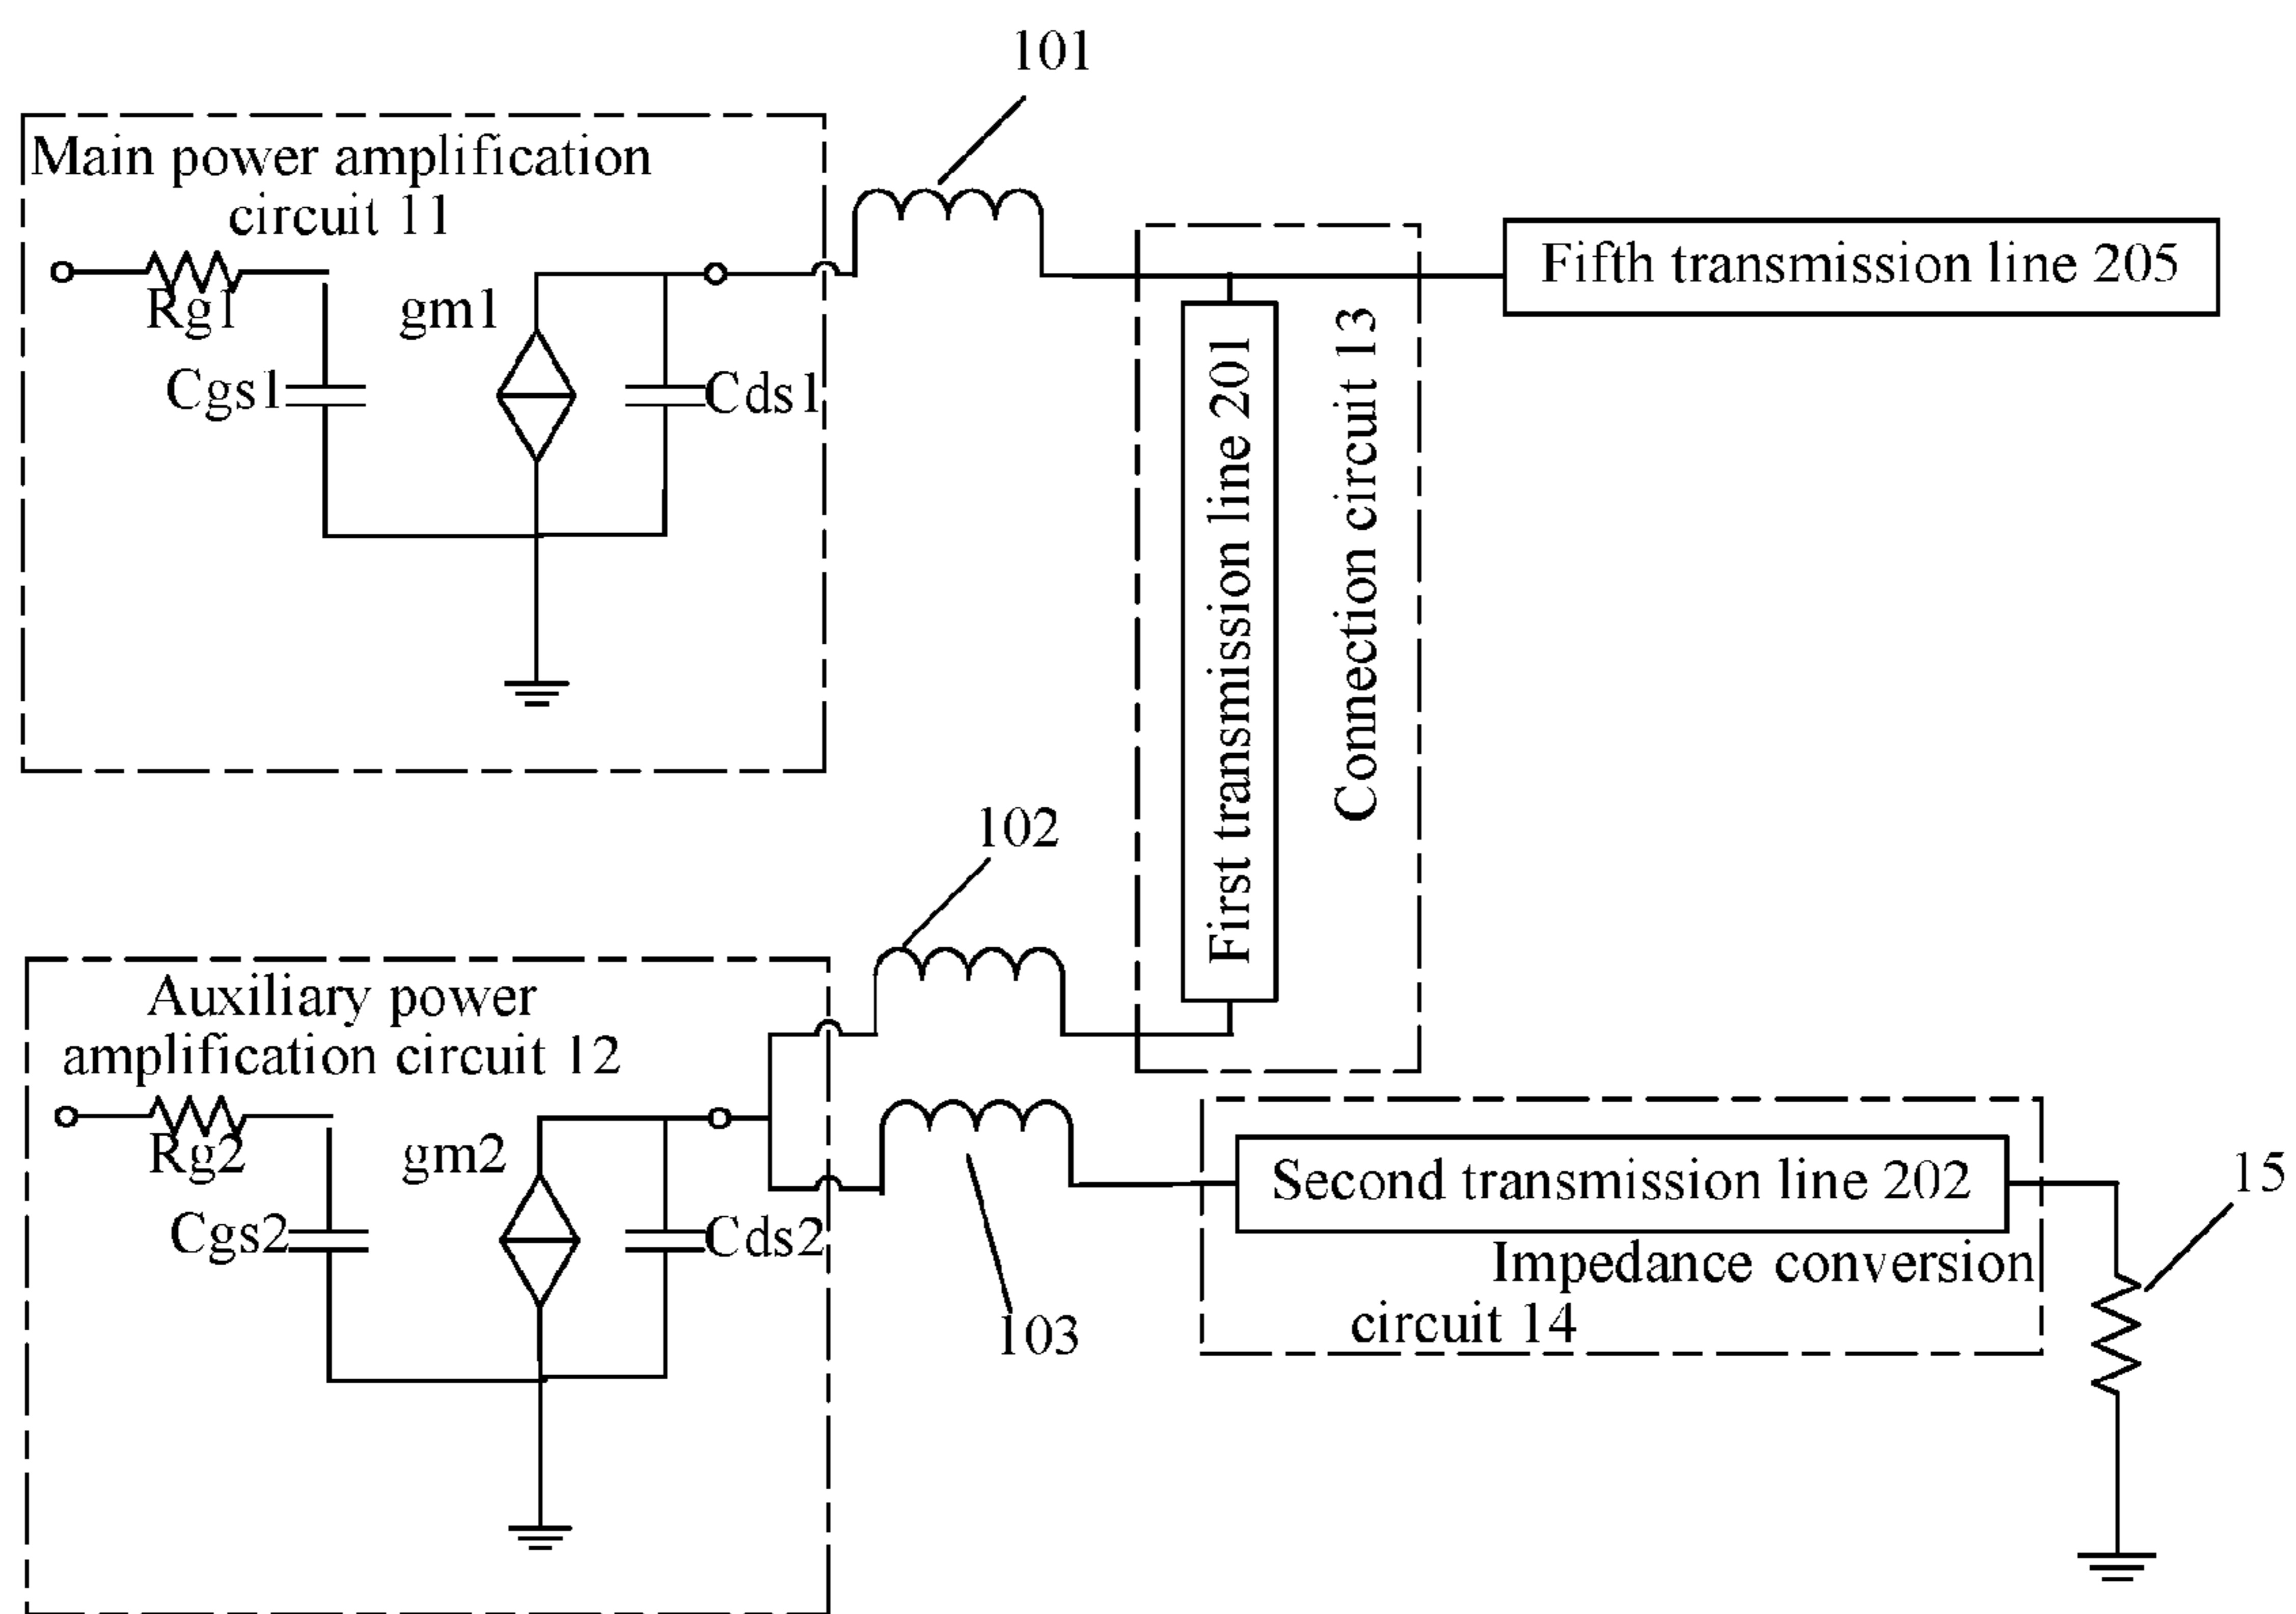 101
Main power amplification
circuit 11
Rg1
gm1
Cgs1
Cds1
Fifth transmission line 205
First transmission line 201
Connection circuit 13
102
Auxiliary power
amplification circuit 12
Rg2
gm2
Cgs2
Cds2
103
Second transmission line 202
Impedance conversion
circuit 14
15